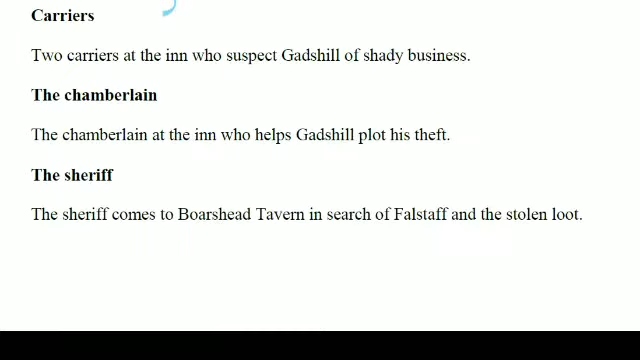 Carriers
Two carriers at the inn who suspect Gadshill of shady business.
The chamberlain
The chamberlain at the inn who helps Gadshill plot his theft.
The sheriff
The sheriff comes to Boarshead Tavern in search of Falstaff and the stolen loot.